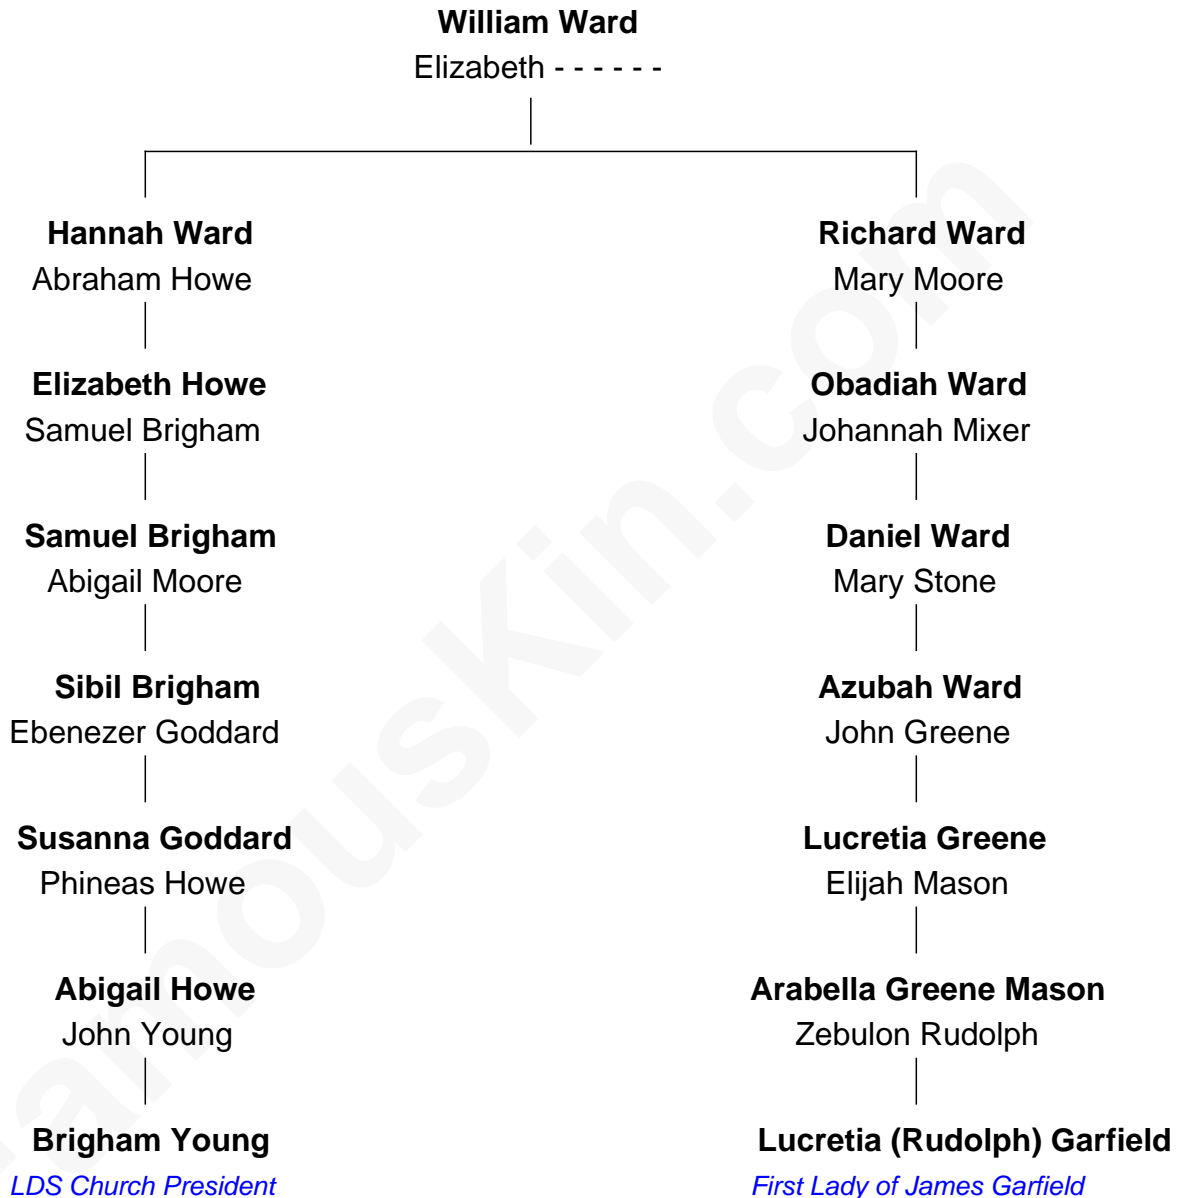 William Ward
Elizabeth - - - - - -
Hannah Ward
Abraham Howe
Richard Ward
Mary Moore
Elizabeth Howe
Samuel Brigham
Obadiah Ward
Johannah Mixer
Samuel Brigham
Abigail Moore
Daniel Ward
Mary Stone
Sibil Brigham
Ebenezer Goddard
Azubah Ward
John Greene
Susanna Goddard
Phineas Howe
Lucretia Greene
Elijah Mason
Abigail Howe
John Young
Arabella Greene Mason
Zebulon Rudolph
Brigham Young
LDS Church President
Lucretia (Rudolph) Garfield
First Lady of James Garfield
FamousKin.com